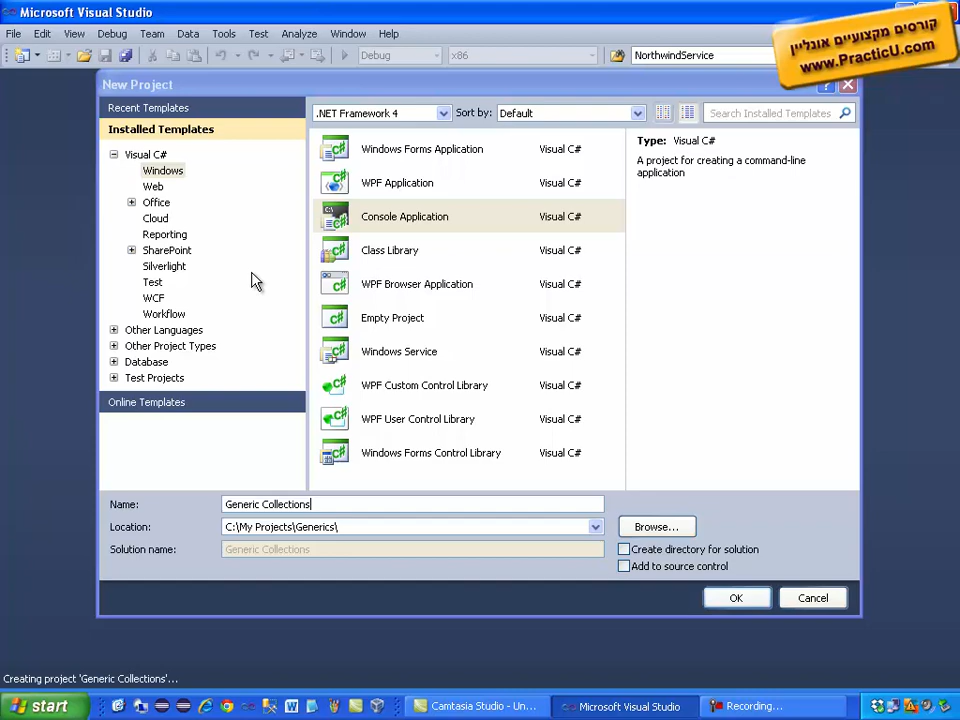 Microsoft Visual Studio
File Edit View Debug Team Data Tools Test Analyze Window Help
קורסים מקצועיים אונליין
www.PracticU.com
Debug x86 NorthwindService
New Project
Recent Templates
Installed Templates
.NET Framework 4 Sort by: Default Search Installed Templates
Visual C#
Windows
Web
Office
Cloud
Reporting
SharePoint
Silverlight
Test
WCF
Workflow
Other Languages
Other Project Types
Database
Test Projects
Online Templates
Windows Forms Application Visual C#
WPF Application Visual C#
Console Application Visual C#
Class Library Visual C#
WPF Browser Application Visual C#
Empty Project Visual C#
Windows Service Visual C#
WPF Custom Control Library Visual C#
WPF User Control Library Visual C#
Windows Forms Control Library Visual C#
Type: Visual C#
A project for creating a command-line
application
Name: Generic Collections
Location: C:\My Projects\Generics\ Browse...
Solution name: Generic Collections Create directory for solution
Add to source control
OK Cancel
Creating project 'Generic Collections'...
start Camtasia Studio - Un... Microsoft Visual Studio Recording...